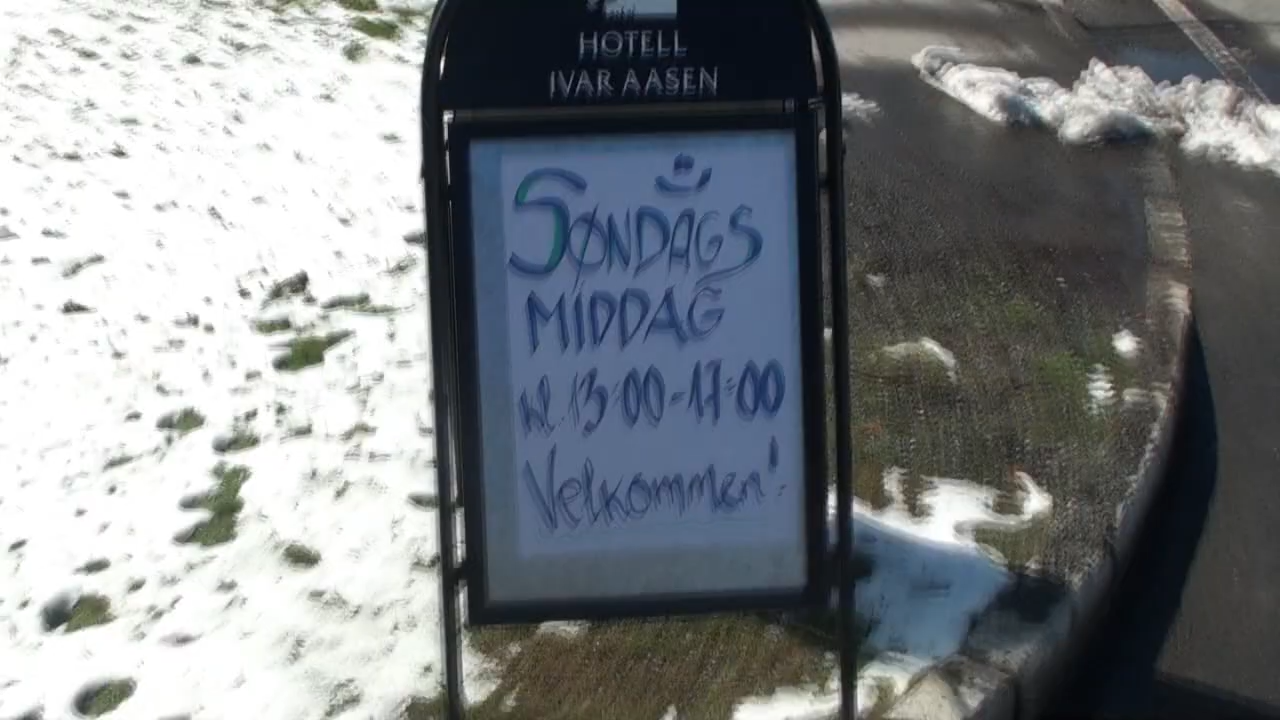 HOTELL
IVAR AASEN
SØNDAGS
MIDDAG
kl. 13:00-17:00
Velkommen!